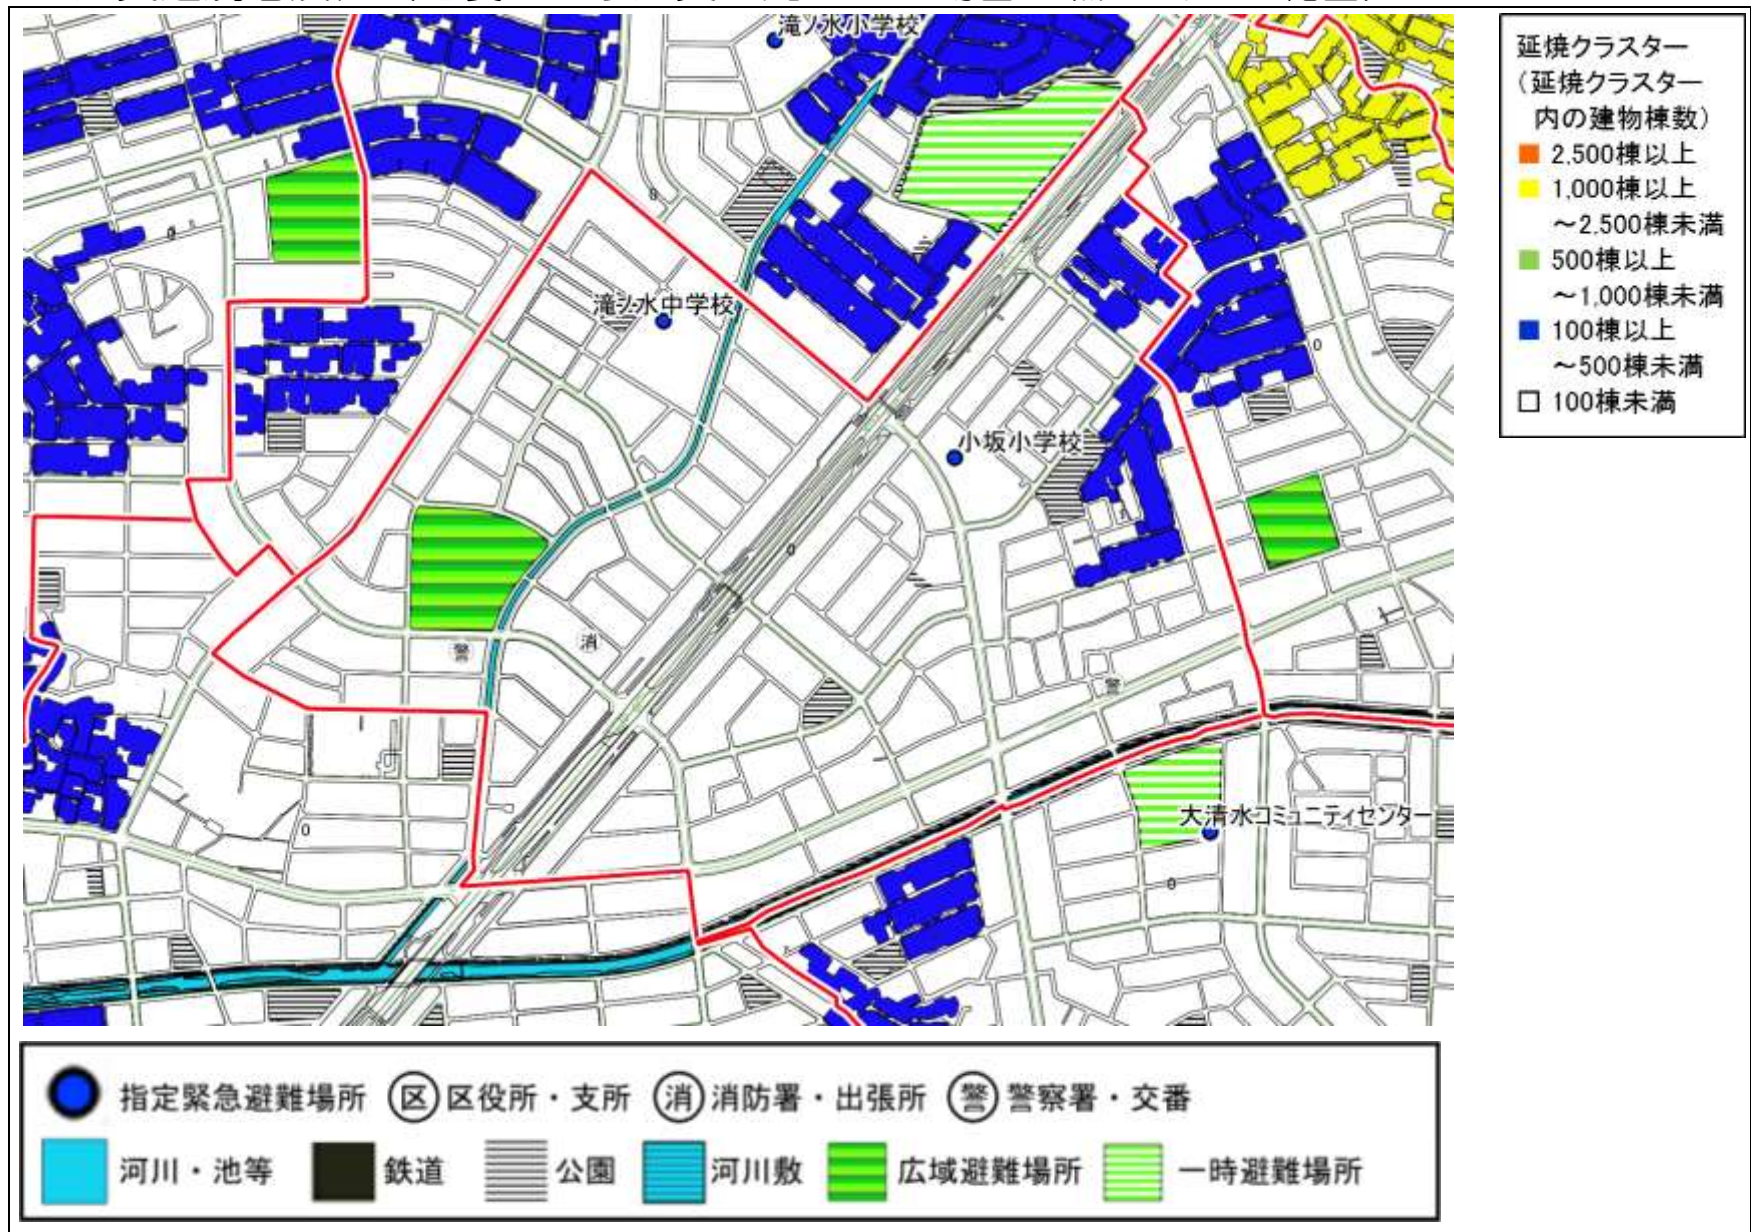 滝ノ水小学校
滝ノ水中学校
小坂小学校
消
警
警
大清水コミュニティセンター
延焼クラスター
(延焼クラスター
内の建物棟数)
2,500棟以上
1,000棟以上
~2,500棟未満
500棟以上
~1,000棟未満
100棟以上
~500棟未満
100棟未満
指定緊急避難場所 区 区役所・支所 消 消防署・出張所 警 警察署・交番
河川・池等 鉄道 公園 河川敷 広域避難場所 一時避難場所